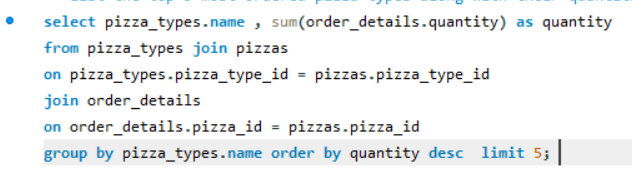 select pizza_types.name , sum(order_details.quantity) as quantity
from pizza_types join pizzas
on pizza_types.pizza_type_id = pizzas.pizza_type_id
join order_details
on order_details.pizza_id = pizzas.pizza_id
group by pizza_types.name order by quantity desc  limit 5;